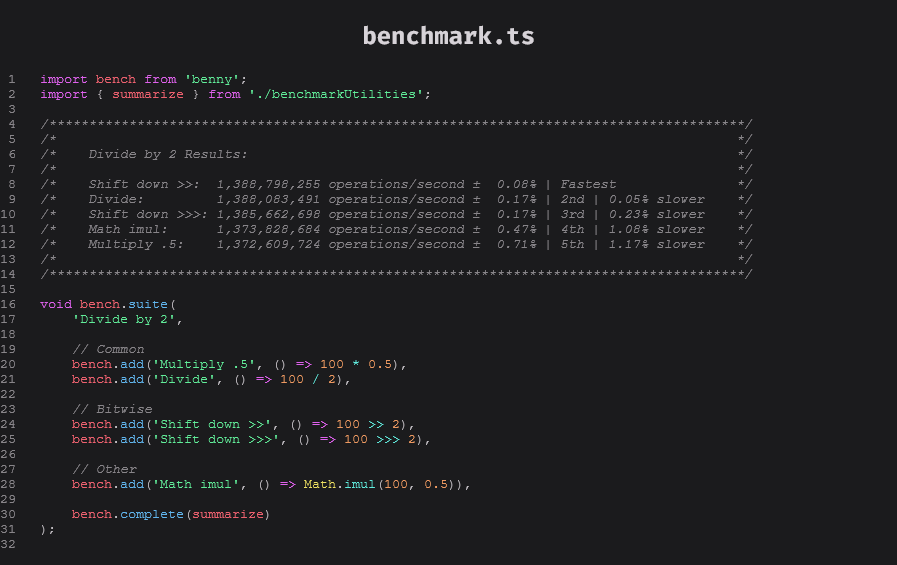 benchmark.ts
1 import bench from 'benny';
2 import { summarize } from './benchmarkUtilities';
3
4 /***************************************************************************************/
5 /*                                                                                     */
6 /*    Divide by 2 Results:                                                             */
7 /*                                                                                     */
8 /*    Shift down >>:  1,388,798,255 operations/second ±  0.08% | Fastest               */
9 /*    Divide:         1,388,083,491 operations/second ±  0.17% | 2nd | 0.05% slower    */
10 /*    Shift down >>>: 1,385,662,698 operations/second ±  0.17% | 3rd | 0.23% slower    */
11 /*    Math imul:      1,373,828,684 operations/second ±  0.47% | 4th | 1.08% slower    */
12 /*    Multiply .5:    1,372,609,724 operations/second ±  0.71% | 5th | 1.17% slower    */
13 /*                                                                                     */
14 /***************************************************************************************/
15
16 void bench.suite(
17     'Divide by 2',
18
19     // Common
20     bench.add('Multiply .5', () => 100 * 0.5),
21     bench.add('Divide', () => 100 / 2),
22
23     // Bitwise
24     bench.add('Shift down >>', () => 100 >> 2),
25     bench.add('Shift down >>>', () => 100 >>> 2),
26
27     // Other
28     bench.add('Math imul', () => Math.imul(100, 0.5)),
29
30     bench.complete(summarize)
31 );
32